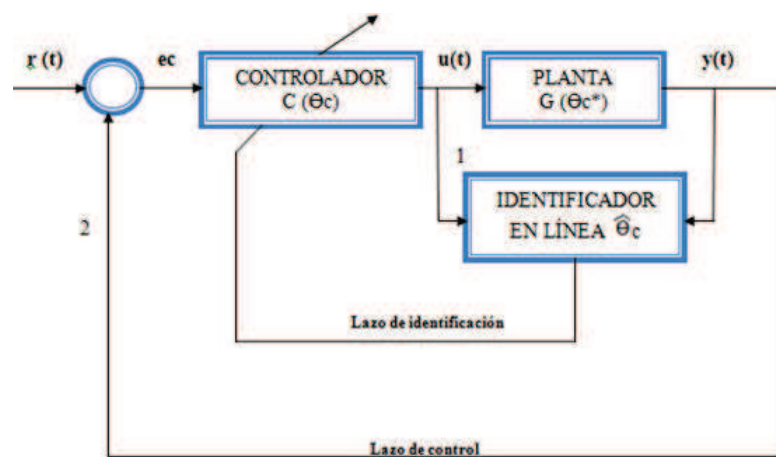 r (t)
ec
CONTROLADOR
C (Θc)
u(t)
PLANTA
G (Θc*)
y(t)
1
IDENTIFICADOR
EN LÍNEA Θ̂c
2
Lazo de identificación
Lazo de control